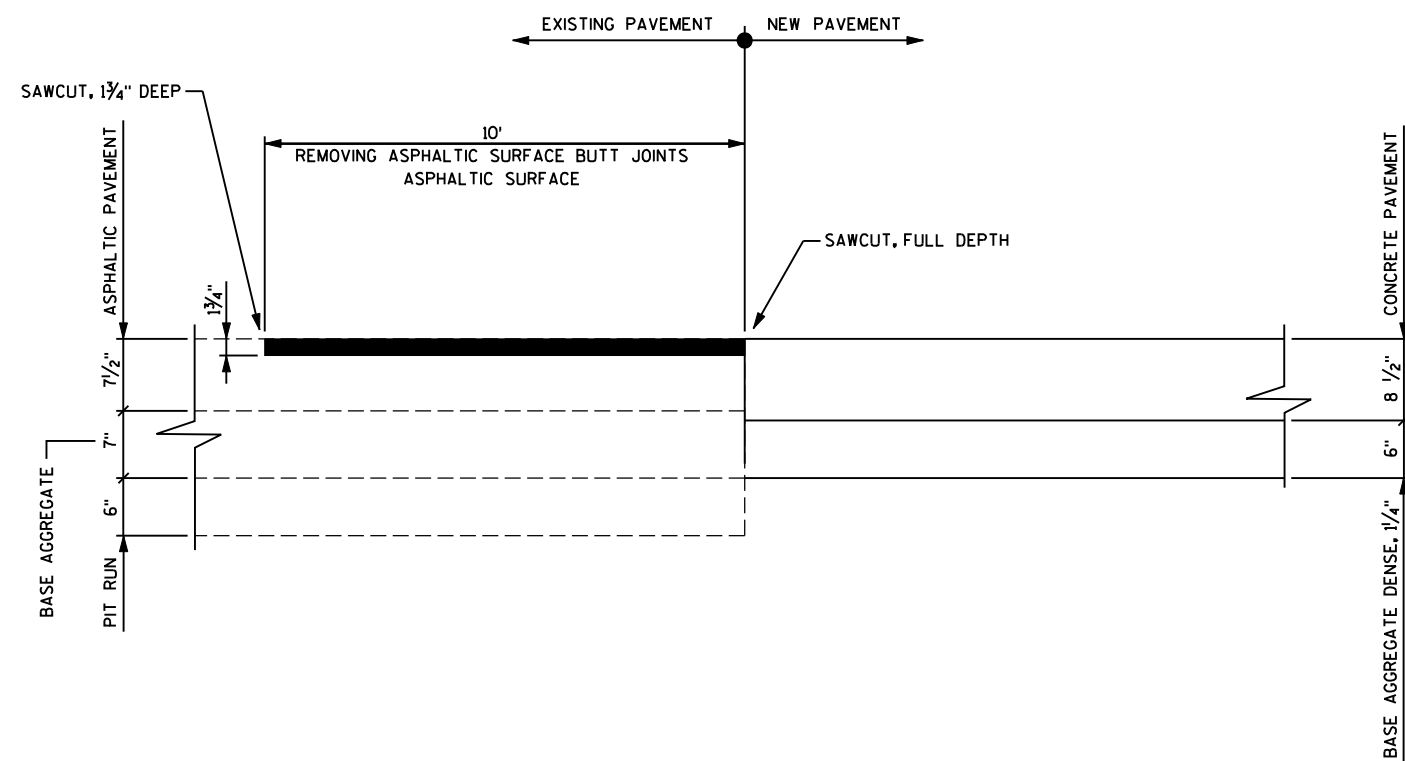 EXISTING PAVEMENT
NEW PAVEMENT
SAWCUT, 1¾" DEEP
10'
REMOVING ASPHALTIC SURFACE BUTT JOINTS
ASPHALTIC SURFACE
SAWCUT, FULL DEPTH
ASPHALTIC PAVEMENT
1¾"
7½"
7"
6"
BASE AGGREGATE
PIT RUN
CONCRETE PAVEMENT
8 ½"
6"
BASE AGGREGATE DENSE, 1¼"